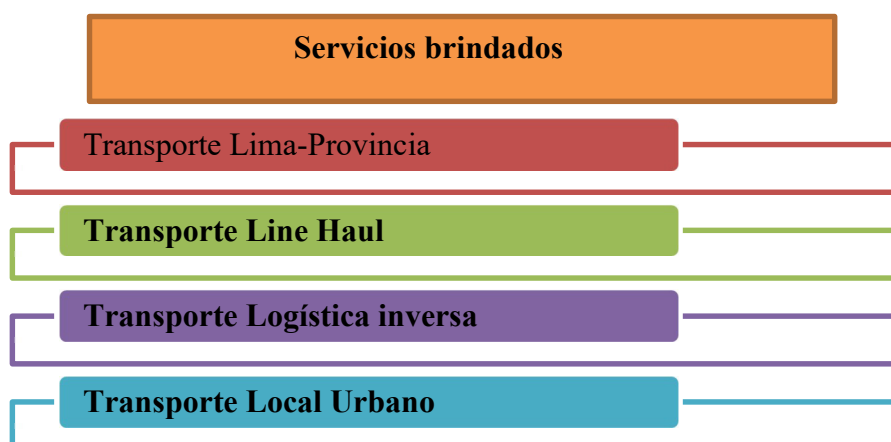 Servicios brindados
Transporte Lima-Provincia
Transporte Line Haul
Transporte Logística inversa
Transporte Local Urbano